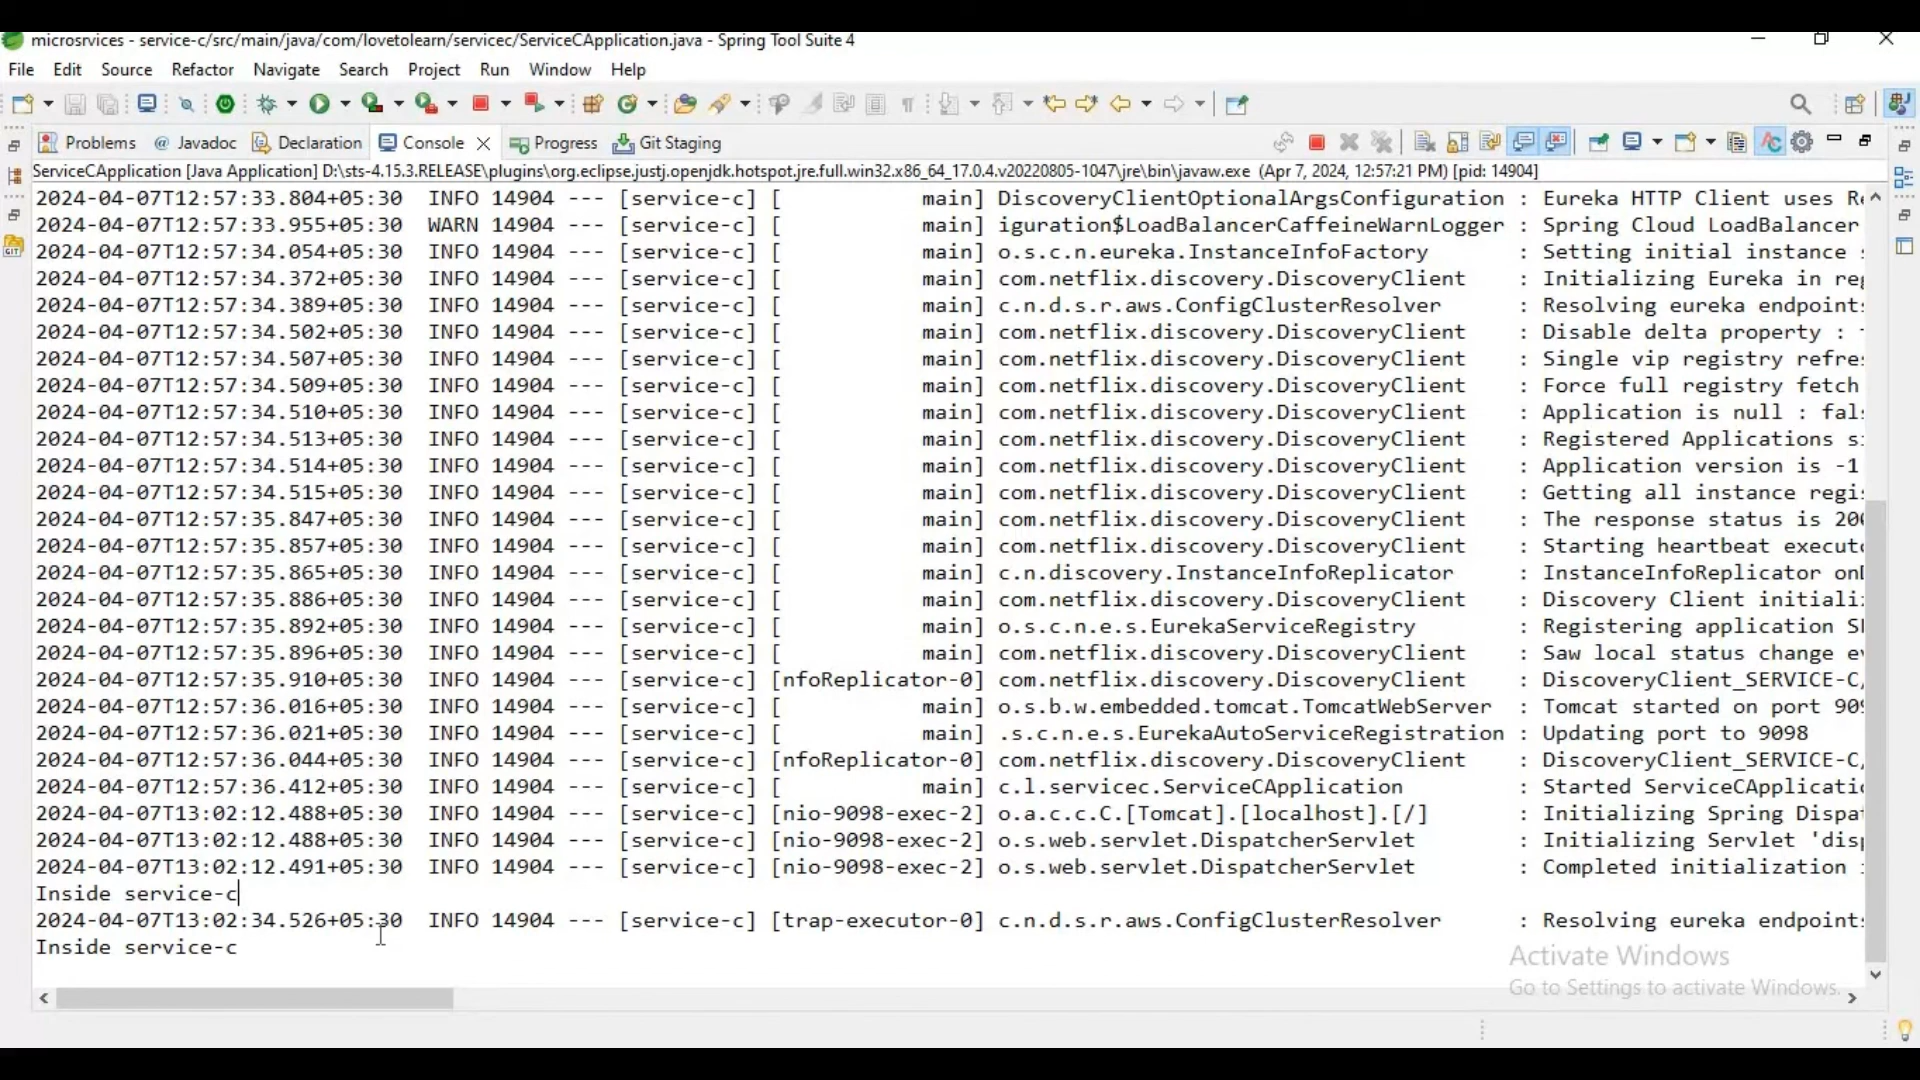 microsrvices - service-c/src/main/java/com/lovetolearn/servicec/ServiceCApplication.java - Spring Tool Suite 4
File Edit Source Refactor Navigate Search Project Run Window Help
Problems @ Javadoc Declaration Console Progress Git Staging
ServiceCApplication [Java Application] D:\sts-4.15.3.RELEASE\plugins\org.eclipse.justj.openjdk.hotspot.jre.full.win32.x86_64_17.0.4.v20220805-1047\jre\bin\javaw.exe (Apr 7, 2024, 12:57:21 PM) [pid: 14904]
2024-04-07T12:57:33.804+05:30 INFO 14904 --- [service-c] [ main] DiscoveryClientOptionalArgsConfiguration : Eureka HTTP Client uses
2024-04-07T12:57:33.955+05:30 WARN 14904 --- [service-c] [ main] iguration$LoadBalancerCaffeineWarnLogger : Spring Cloud LoadBalancer
2024-04-07T12:57:34.054+05:30 INFO 14904 --- [service-c] [ main] o.s.c.n.eureka.InstanceInfoFactory : Setting initial instance
2024-04-07T12:57:34.372+05:30 INFO 14904 --- [service-c] [ main] com.netflix.discovery.DiscoveryClient : Initializing Eureka in reg
2024-04-07T12:57:34.389+05:30 INFO 14904 --- [service-c] [ main] c.n.d.s.r.aws.ConfigClusterResolver : Resolving eureka endpoint
2024-04-07T12:57:34.502+05:30 INFO 14904 --- [service-c] [ main] com.netflix.discovery.DiscoveryClient : Disable delta property :
2024-04-07T12:57:34.507+05:30 INFO 14904 --- [service-c] [ main] com.netflix.discovery.DiscoveryClient : Single vip registry refre
2024-04-07T12:57:34.509+05:30 INFO 14904 --- [service-c] [ main] com.netflix.discovery.DiscoveryClient : Force full registry fetch
2024-04-07T12:57:34.510+05:30 INFO 14904 --- [service-c] [ main] com.netflix.discovery.DiscoveryClient : Application is null : fal
2024-04-07T12:57:34.513+05:30 INFO 14904 --- [service-c] [ main] com.netflix.discovery.DiscoveryClient : Registered Applications s
2024-04-07T12:57:34.514+05:30 INFO 14904 --- [service-c] [ main] com.netflix.discovery.DiscoveryClient : Application version is -1
2024-04-07T12:57:34.515+05:30 INFO 14904 --- [service-c] [ main] com.netflix.discovery.DiscoveryClient : Getting all instance regi
2024-04-07T12:57:35.847+05:30 INFO 14904 --- [service-c] [ main] com.netflix.discovery.DiscoveryClient : The response status is 200
2024-04-07T12:57:35.857+05:30 INFO 14904 --- [service-c] [ main] com.netflix.discovery.DiscoveryClient : Starting heartbeat execut
2024-04-07T12:57:35.865+05:30 INFO 14904 --- [service-c] [ main] c.n.discovery.InstanceInfoReplicator : InstanceInfoReplicator on
2024-04-07T12:57:35.886+05:30 INFO 14904 --- [service-c] [ main] com.netflix.discovery.DiscoveryClient : Discovery Client initiali
2024-04-07T12:57:35.892+05:30 INFO 14904 --- [service-c] [ main] o.s.c.n.e.s.EurekaServiceRegistry : Registering application S
2024-04-07T12:57:35.896+05:30 INFO 14904 --- [service-c] [ main] com.netflix.discovery.DiscoveryClient : Saw local status change e
2024-04-07T12:57:35.910+05:30 INFO 14904 --- [service-c] [nfoReplicator-0] com.netflix.discovery.DiscoveryClient : DiscoveryClient_SERVICE-C/
2024-04-07T12:57:36.016+05:30 INFO 14904 --- [service-c] [ main] o.s.b.w.embedded.tomcat.TomcatWebServer : Tomcat started on port 909
2024-04-07T12:57:36.021+05:30 INFO 14904 --- [service-c] [ main] .s.c.n.e.s.EurekaAutoServiceRegistration : Updating port to 9098
2024-04-07T12:57:36.044+05:30 INFO 14904 --- [service-c] [nfoReplicator-0] com.netflix.discovery.DiscoveryClient : DiscoveryClient_SERVICE-C/
2024-04-07T12:57:36.412+05:30 INFO 14904 --- [service-c] [ main] c.l.servicec.ServiceCApplication : Started ServiceCApplicatio
2024-04-07T13:02:12.488+05:30 INFO 14904 --- [service-c] [nio-9098-exec-2] o.a.c.c.C.[Tomcat].[localhost].[/] : Initializing Spring Dispa
2024-04-07T13:02:12.488+05:30 INFO 14904 --- [service-c] [nio-9098-exec-2] o.s.web.servlet.DispatcherServlet : Initializing Servlet 'disp
2024-04-07T13:02:12.491+05:30 INFO 14904 --- [service-c] [nio-9098-exec-2] o.s.web.servlet.DispatcherServlet : Completed initialization
Inside service-c
2024-04-07T13:02:34.526+05:30 INFO 14904 --- [service-c] [trap-executor-0] c.n.d.s.r.aws.ConfigClusterResolver : Resolving eureka endpoint
Inside service-c
Activate Windows
Go to Settings to activate Windows.